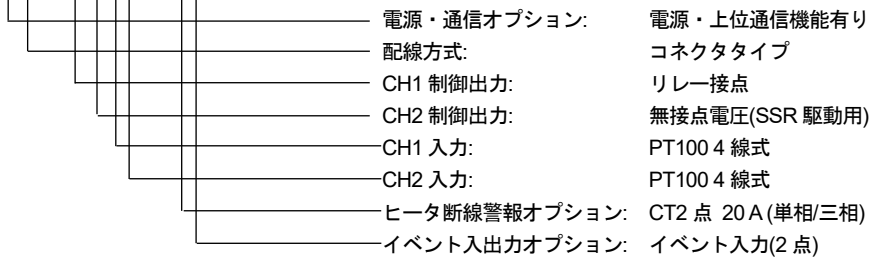 電源・通信オプション: 電源・上位通信機能有り
配線方式: コネクタタイプ
CH1 制御出力: リレー接点
CH2 制御出力: 無接点電圧(SSR 駆動用)
CH1 入力: PT100 4 線式
CH2 入力: PT100 4 線式
ヒータ断線警報オプション: CT2 点 20 A (単相/三相)
イベント入出力オプション: イベント入力(2 点)